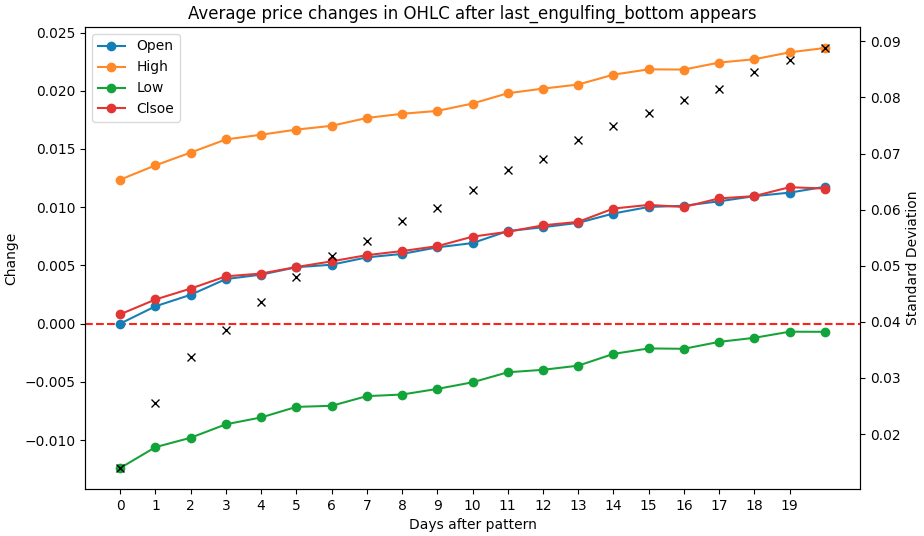 Average price changes in OHLC after last_engulfing_bottom appears
Open
High
Low
Clsoe
0.025
0.020
0.015
0.010
0.005
0.000
−0.005
−0.010
Change
0.09
0.08
0.07
0.06
0.05
0.04
0.03
0.02
Standard Deviation
0 1 2 3 4 5 6 7 8 9 10 11 12 13 14 15 16 17 18 19
Days after pattern